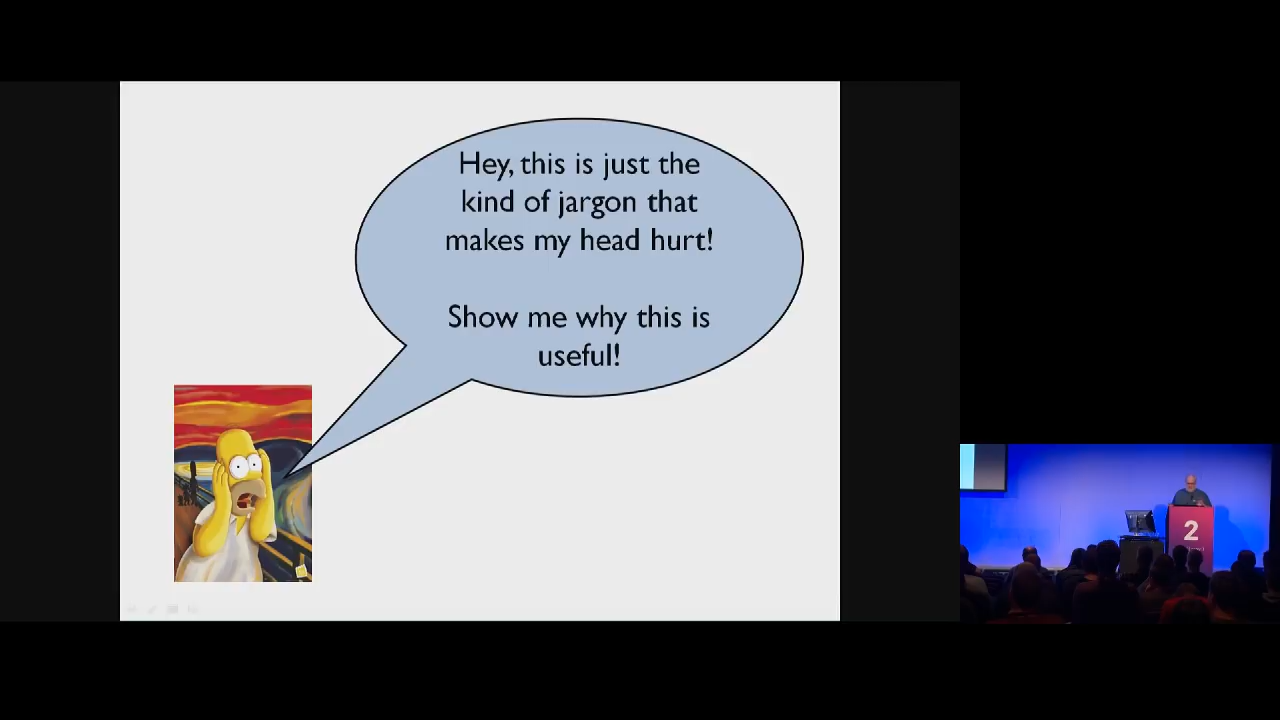 Hey, this is just the
kind of jargon that
makes my head hurt!
Show me why this is
useful!
2